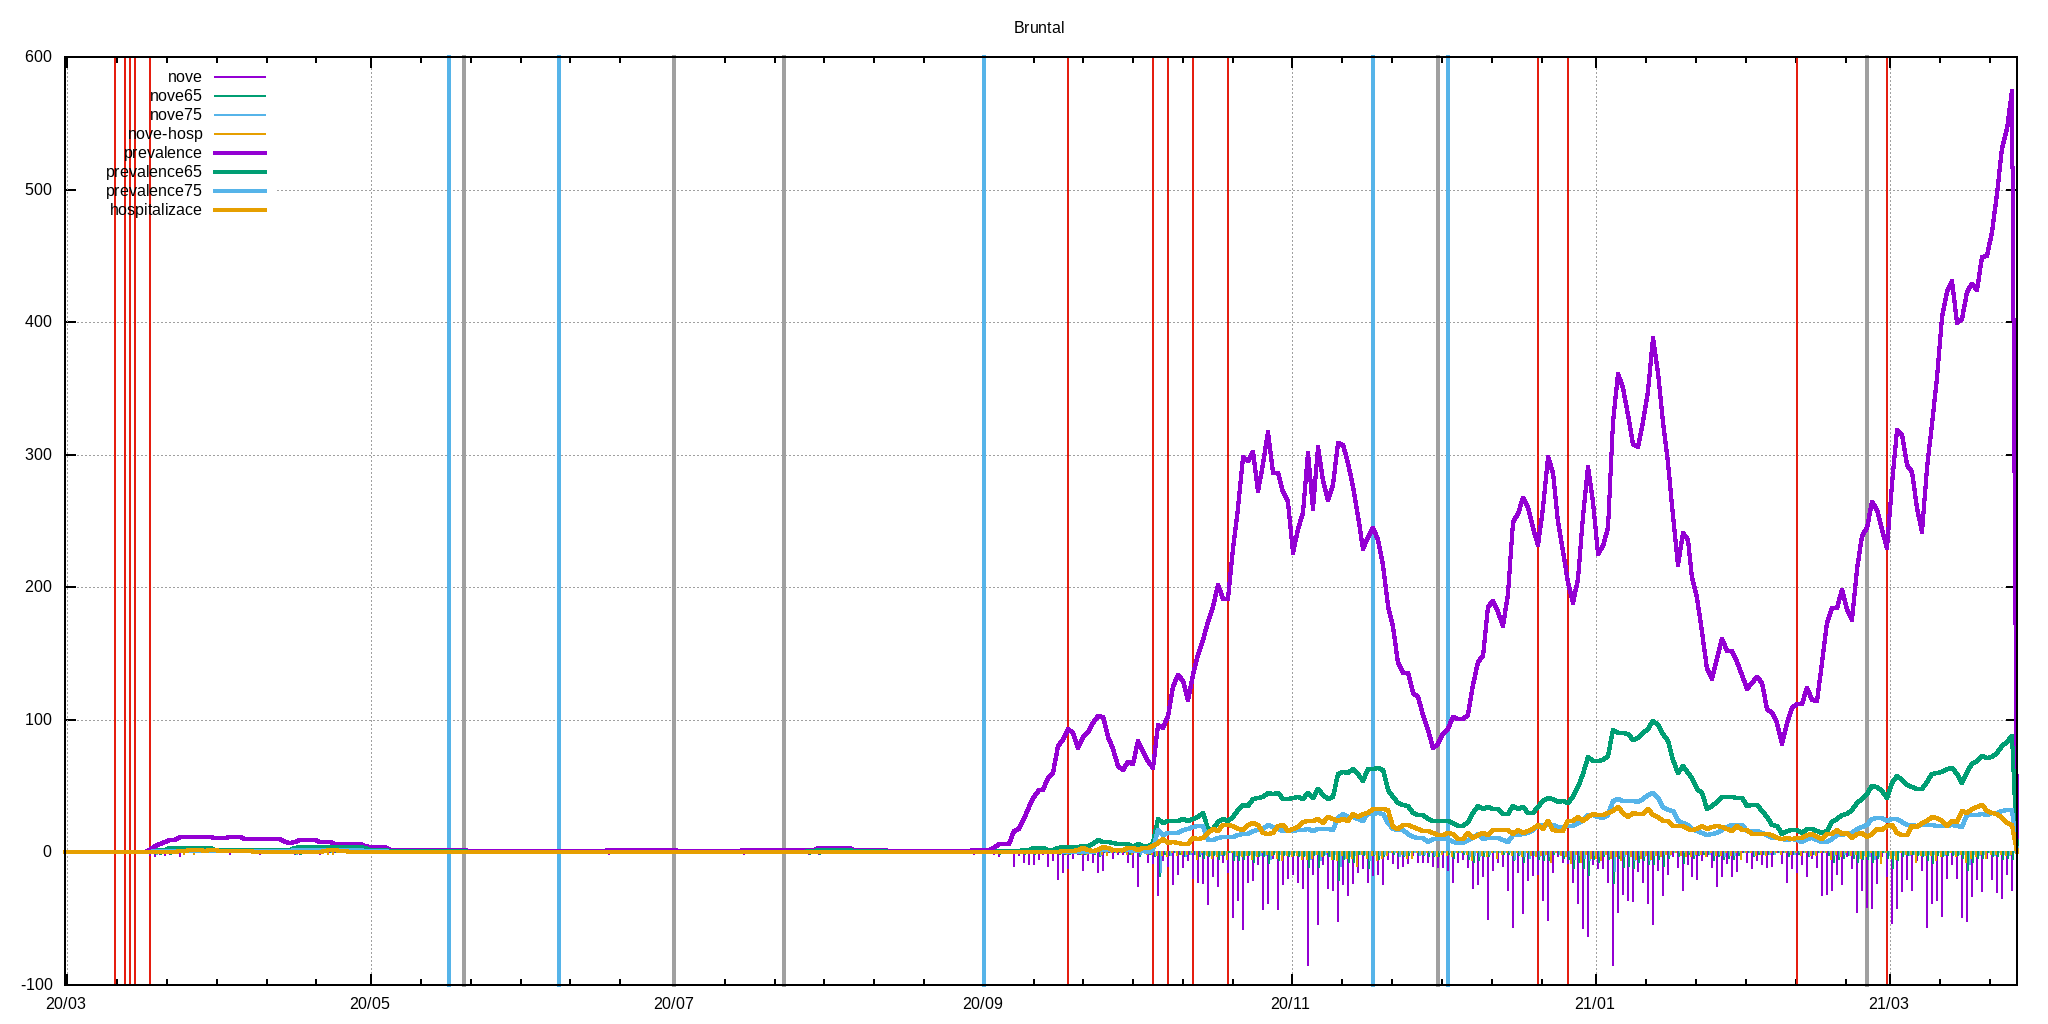 Bruntal
600
500
400
300
200
100
0
-100
nove
nove65
nove75
nove-hosp
prevalence
prevalence65
prevalence75
hospitalizace
20/03 20/05 20/07 20/09 20/11 21/01 21/03